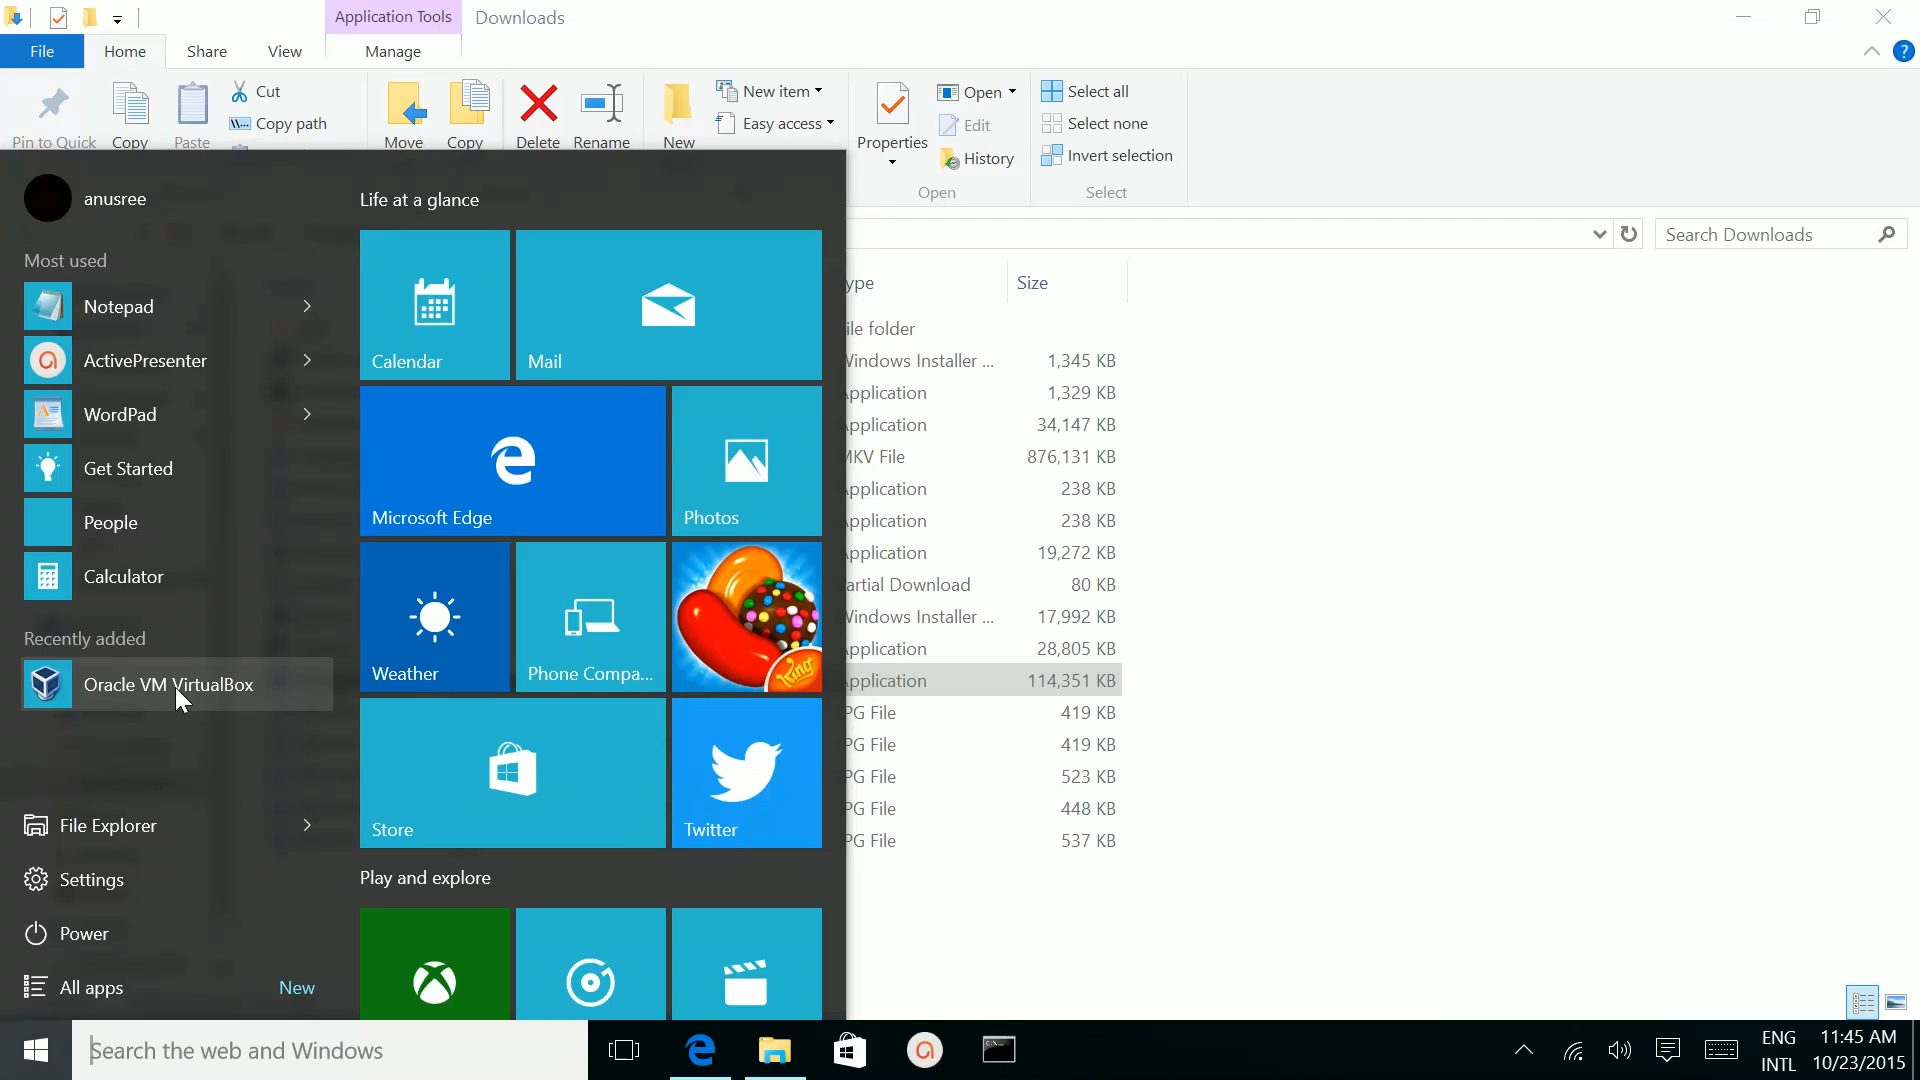 Application Tools
Downloads
File
Home
Share
View
Manage
?
Pin to Quick
Copy
Paste
Cut
Copy path
Move
Copy
Delete
Rename
New
New item
Easy access
Properties
Open
Edit
History
Select all
Select none
Invert selection
Open
Select
anusree
Life at a glance
Search Downloads
Most used
ype
Size
Notepad
ActivePresenter
WordPad
Get Started
People
Calculator
Recently added
Oracle VM VirtualBox
File Explorer
Settings
Power
All apps
New
Calendar
Mail
Microsoft Edge
Photos
Weather
Phone Compa...
King
Store
Twitter
Play and explore
ile folder
Windows Installer ... 1,345 KB
pplication 1,329 KB
pplication 34,147 KB
MKV File 876,131 KB
pplication 238 KB
pplication 238 KB
pplication 19,272 KB
artial Download 80 KB
Windows Installer ... 17,992 KB
pplication 28,805 KB
pplication 114,351 KB
PG File 419 KB
PG File 419 KB
PG File 523 KB
PG File 448 KB
PG File 537 KB
Search the web and Windows
ENG
INTL
11:45 AM
10/23/2015